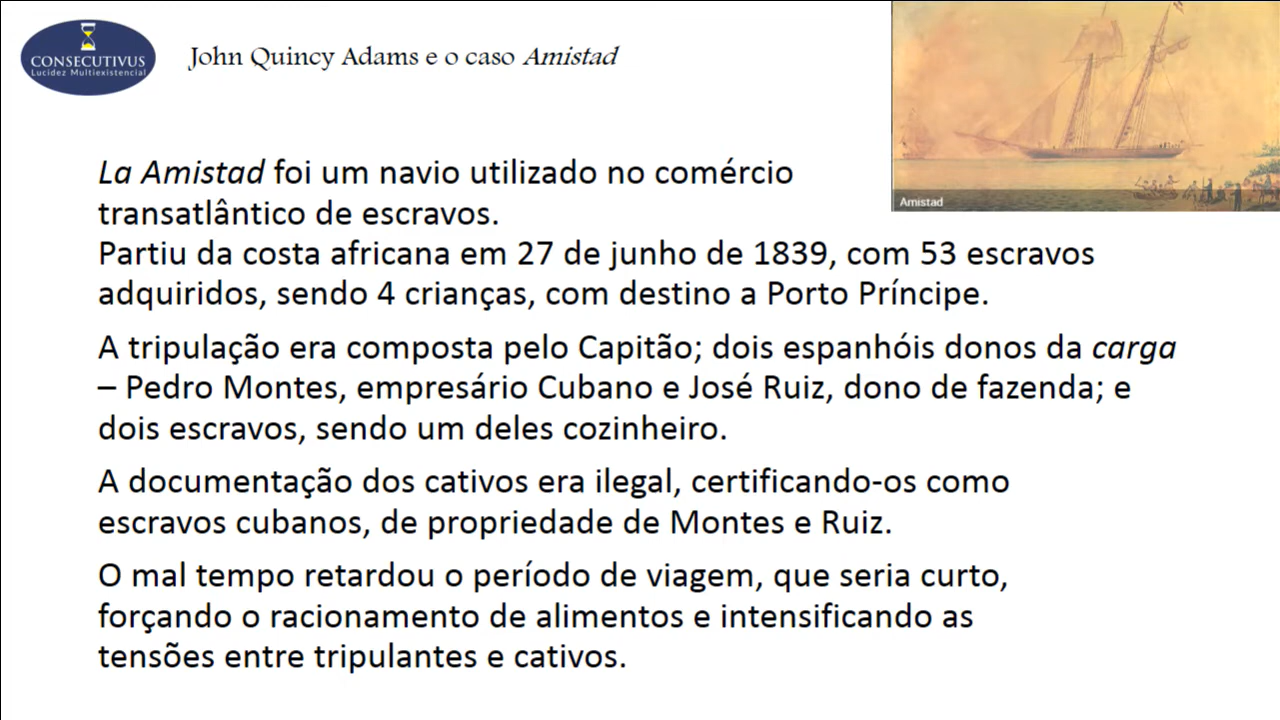 CONSECUTIVUS
Lucidez Multiexistencial
John Quincy Adams e o caso Amistad
Amistad
La Amistad foi um navio utilizado no comércio
transatlântico de escravos.
Partiu da costa africana em 27 de junho de 1839, com 53 escravos
adquiridos, sendo 4 crianças, com destino a Porto Príncipe.
A tripulação era composta pelo Capitão; dois espanhóis donos da carga
– Pedro Montes, empresário Cubano e José Ruiz, dono de fazenda; e
dois escravos, sendo um deles cozinheiro.
A documentação dos cativos era ilegal, certificando-os como
escravos cubanos, de propriedade de Montes e Ruiz.
O mal tempo retardou o período de viagem, que seria curto,
forçando o racionamento de alimentos e intensificando as
tensões entre tripulantes e cativos.